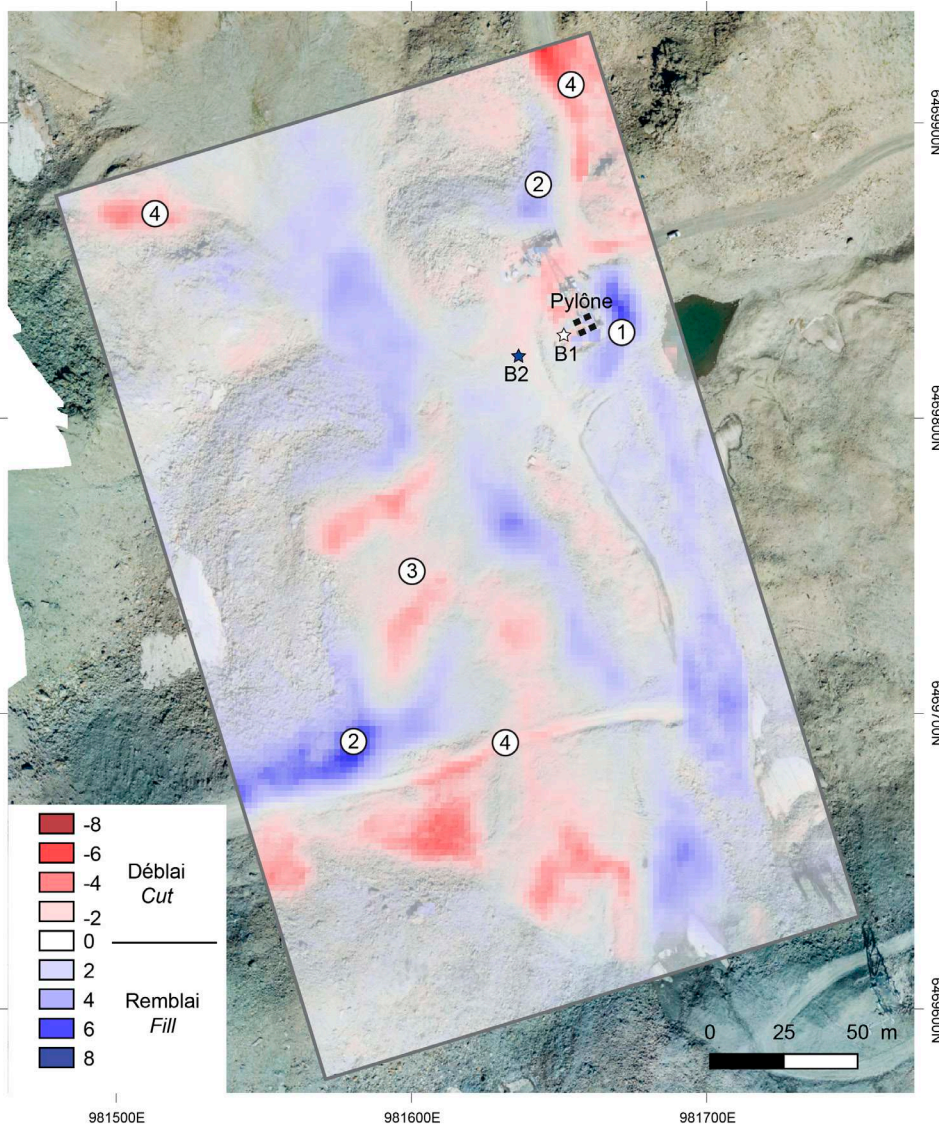 4
6469900N
2
4
Pylône
1
B1
B2
6469800N
3
6469700N
2
4
-8
-6
-4
-2
0
2
4
6
8
Déblai
Cut
Remblai
Fill
6469600N
0 25 50 m
981500E 981600E 981700E